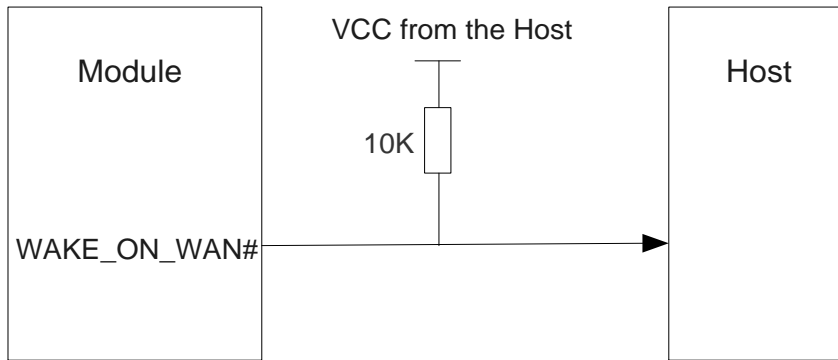 VCC from the Host
Module
Host
10K
WAKE_ON_WAN#